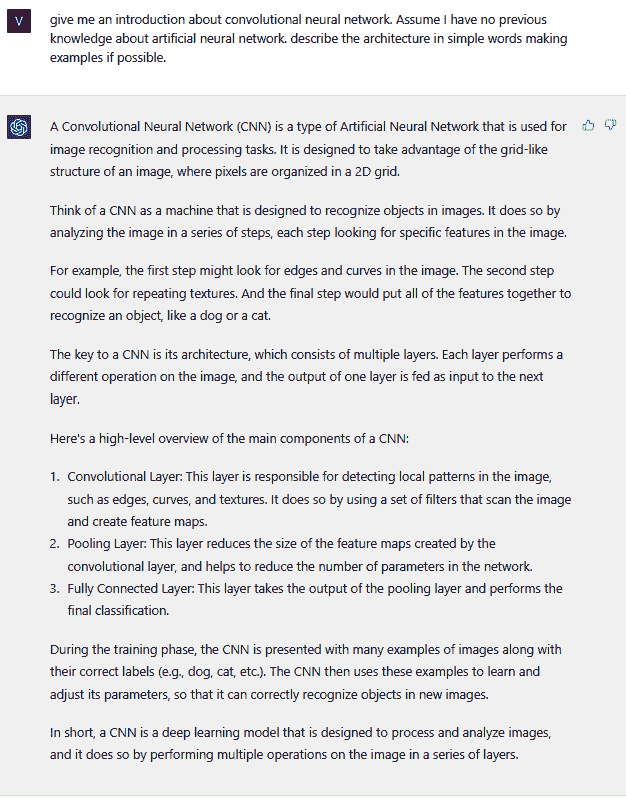 V
give me an introduction about convolutional neural network. Assume I have no previous
knowledge about artificial neural network. describe the architecture in simple words making
examples if possible.
A Convolutional Neural Network (CNN) is a type of Artificial Neural Network that is used for
image recognition and processing tasks. It is designed to take advantage of the grid-like
structure of an image, where pixels are organized in a 2D grid.
Think of a CNN as a machine that is designed to recognize objects in images. It does so by
analyzing the image in a series of steps, each step looking for specific features in the image.
For example, the first step might look for edges and curves in the image. The second step
could look for repeating textures. And the final step would put all of the features together to
recognize an object, like a dog or a cat.
The key to a CNN is its architecture, which consists of multiple layers. Each layer performs a
different operation on the image, and the output of one layer is fed as input to the next
layer.
Here's a high-level overview of the main components of a CNN:
1. Convolutional Layer: This layer is responsible for detecting local patterns in the image,
such as edges, curves, and textures. It does so by using a set of filters that scan the image
and create feature maps.
2. Pooling Layer: This layer reduces the size of the feature maps created by the
convolutional layer, and helps to reduce the number of parameters in the network.
3. Fully Connected Layer: This layer takes the output of the pooling layer and performs the
final classification.
During the training phase, the CNN is presented with many examples of images along with
their correct labels (e.g., dog, cat, etc.). The CNN then uses these examples to learn and
adjust its parameters, so that it can correctly recognize objects in new images.
In short, a CNN is a deep learning model that is designed to process and analyze images,
and it does so by performing multiple operations on the image in a series of layers.